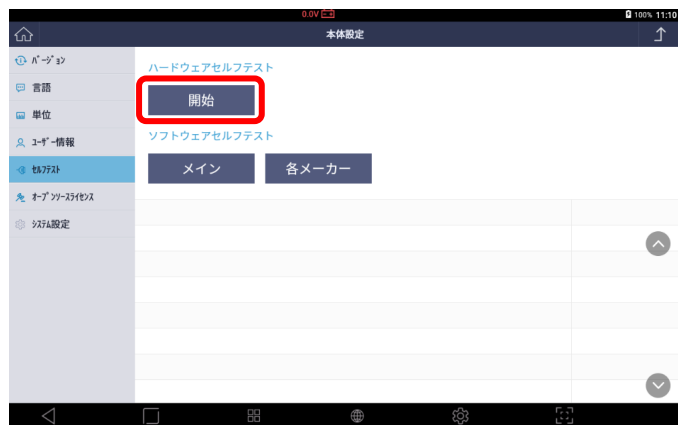 0.0V
100% 11:10
本体設定
バージョン
言語
単位
ユーザー情報
セルフテスト
オープンソースライセンス
システム設定
ハードウェアセルフテスト
開始
ソフトウェアセルフテスト
メイン
各メーカー